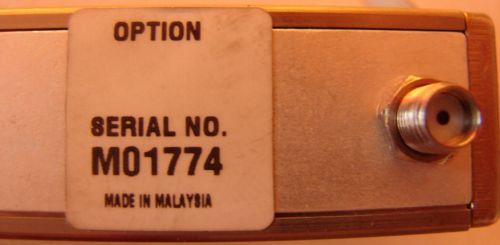 OPTION
SERIAL NO.
M01774
MADE IN MALAYSIA